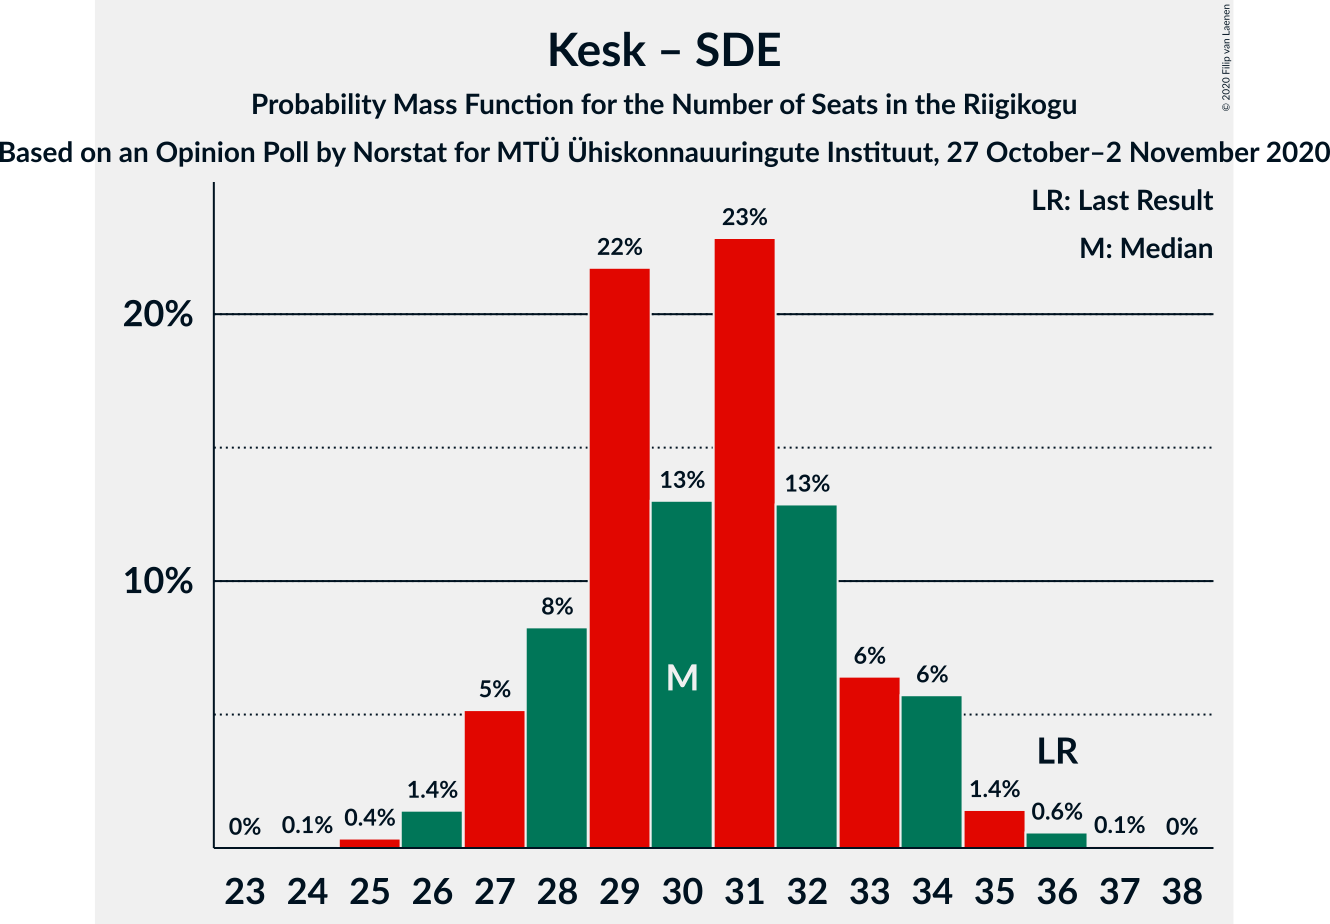 Kesk – SDE
Probability Mass Function for the Number of Seats in the Riigikogu
Based on an Opinion Poll by Norstat for MTÜ Ühiskonnauuringute Instituut, 27 October–2 November 2020
© 2020 Filip van Laenen
LR: Last Result
M: Median
20%
10%
0%
0.1%
0.4%
1.4%
5%
8%
22%
13%
23%
13%
6%
6%
1.4%
0.6%
0.1%
0%
M
LR
23 24 25 26 27 28 29 30 31 32 33 34 35 36 37 38